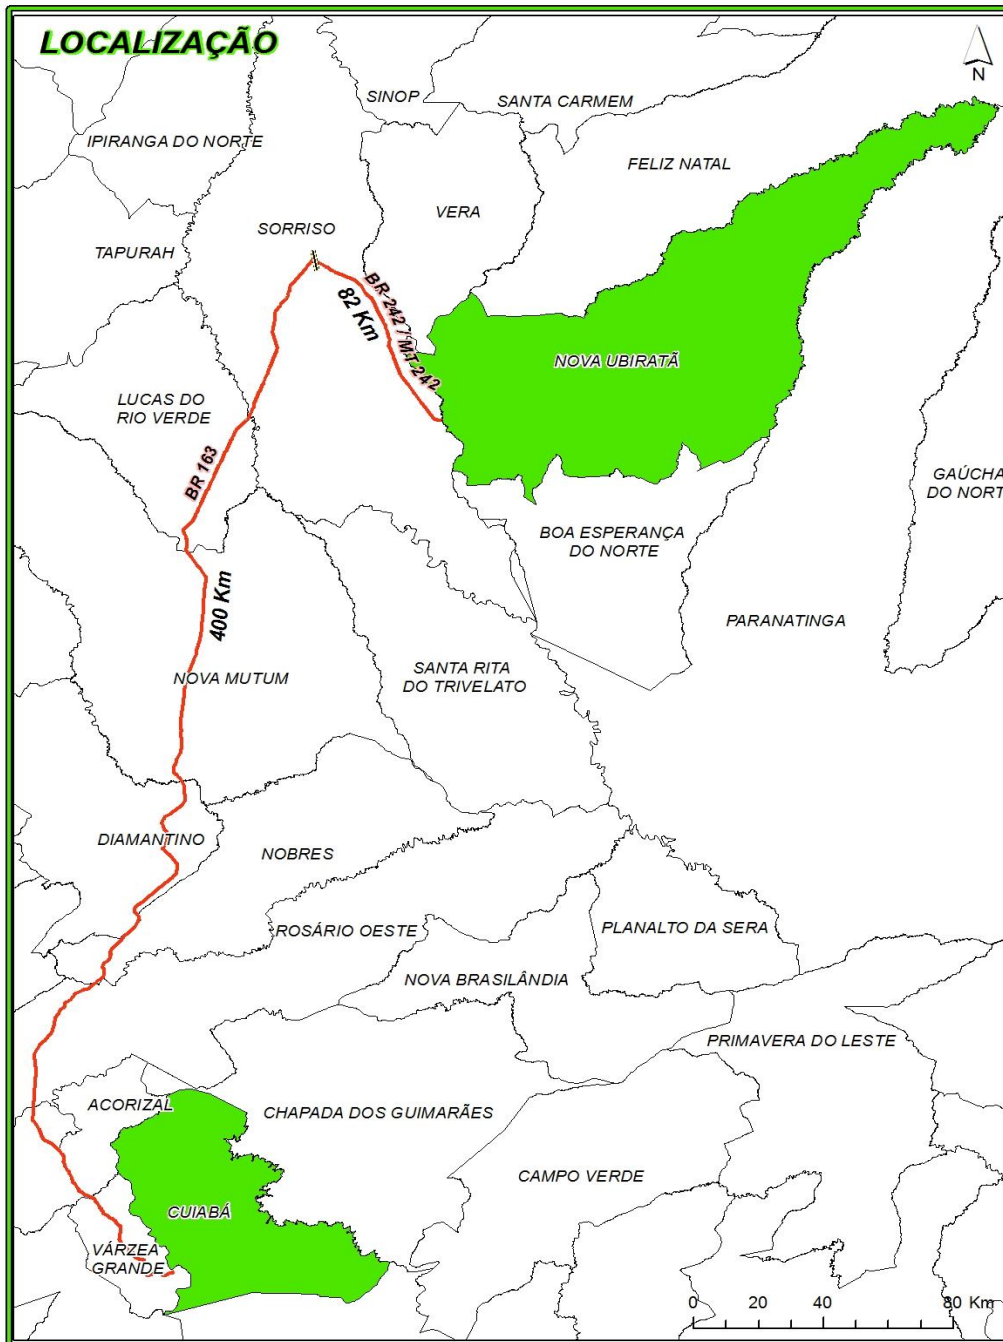 LOCALIZAÇÃO
N
SINOP
SANTA CARMEM
IPIRANGA DO NORTE
FELIZ NATAL
VERA
SORRISO
TAPURAH
BR-242 / MT-242
82 Km
NOVA UBIRATÃ
LUCAS DO
RIO VERDE
BR 163
GAÚCHA
DO NORT
BOA ESPERANÇA
DO NORTE
400 Km
PARANATINGA
SANTA RITA
DO TRIVELATO
NOVA MUTUM
DIAMANTINO
NOBRES
ROSÁRIO OESTE
PLANALTO DA SERA
NOVA BRASILÂNDIA
PRIMAVERA DO LESTE
ACORIZAL
CHAPADA DOS GUIMARÃES
CAMPO VERDE
CUIABÁ
VÁRZEA
GRANDE
0 20 40 80 Km